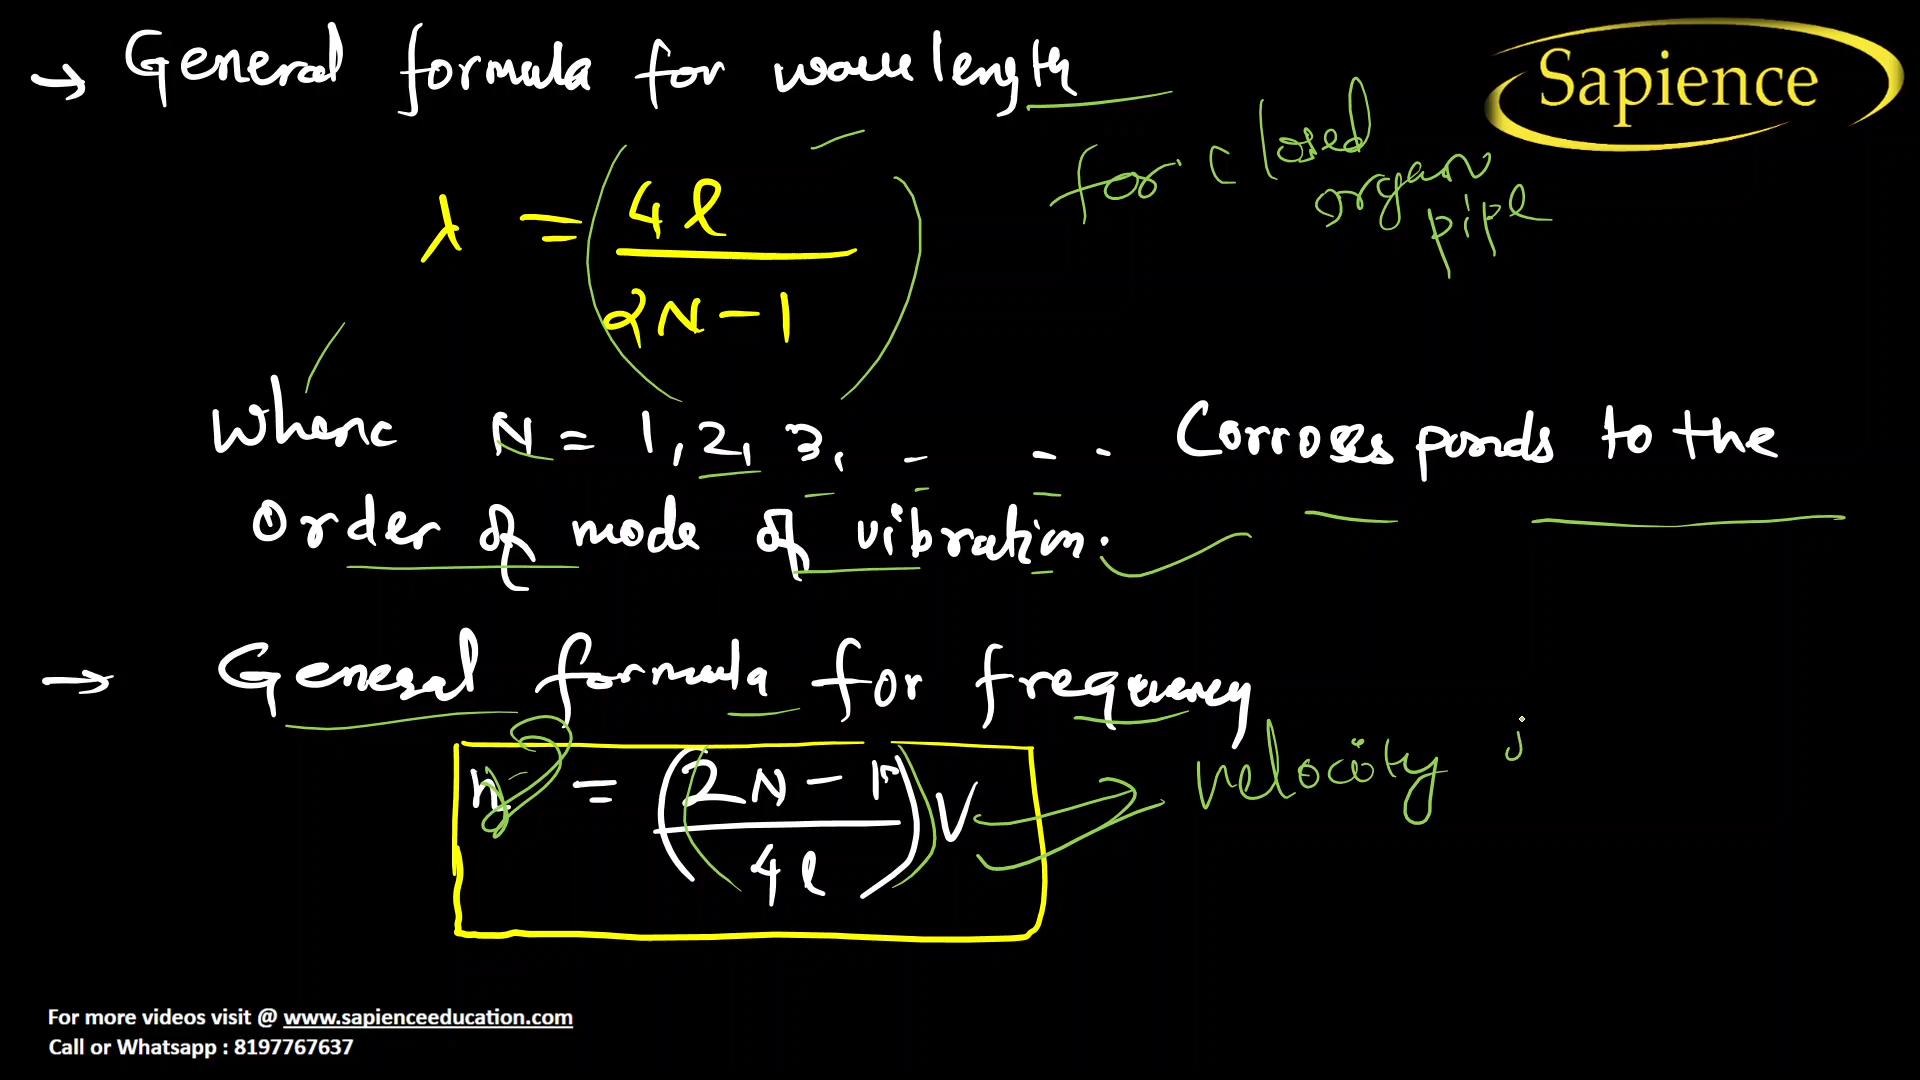 → General formula for wavelength
Sapience
for closed
organ
pipe
λ = (4l / 2N - 1)
Where N = 1, 2, 3, - - - Corresponds to the
Order of mode of vibration.
→ General formula for frequency
n = (2N - 1 / 4l) V
velocity i
For more videos visit @ www.sapienceeducation.com
Call or Whatsapp : 8197767637